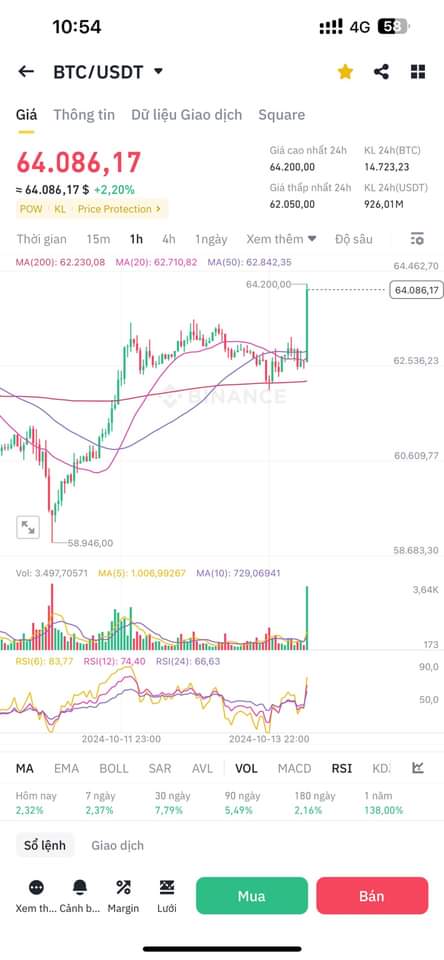 10:54 4G 58
BTC/USDT
Giá Thông tin Dữ liệu Giao dịch Square
64.086,17
≈ 64.086,17 $ +2,20%
POW · KL · Price Protection >
Giá cao nhất 24h KL 24h(BTC)
64.200,00 14.723,23
Giá thấp nhất 24h KL 24h(USDT)
62.050,00 926,01M
Thời gian 15m 1h 4h 1ngày Xem thêm Độ sâu
MA(200): 62.230,08 MA(20): 62.710,82 MA(50): 62.842,35
64.462,70
64.200,00
64.086,17
62.536,23
BINANCE
60.609,77
58.946,00
58.683,30
Vol: 3.497,70571 MA(5): 1.006,99267 MA(10): 729,06941
3,64K
173
RSI(6): 83,77 RSI(12): 74,40 RSI(24): 66,63
90,0
50,0
2024-10-11 23:00 2024-10-13 22:00
MA EMA BOLL SAR AVL VOL MACD RSI KDJ
Hôm nay 7 ngày 30 ngày 90 ngày 180 ngày 1 năm
2,32% 2,37% 7,79% 5,49% 2,16% 138,00%
Sổ lệnh Giao dịch
Xem th... Cảnh b... Margin Lưới
Mua Bán